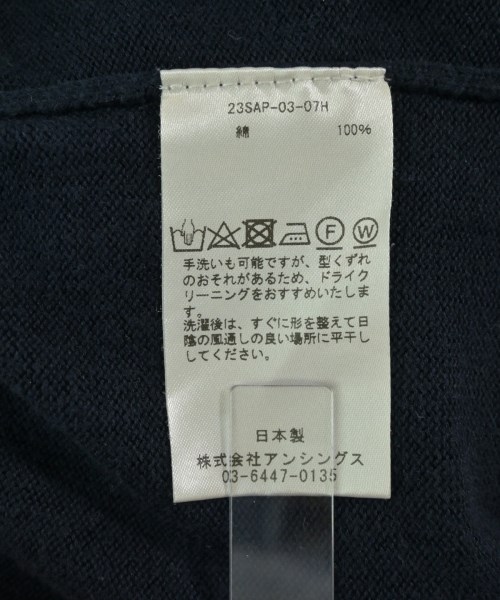 23SAP-03-07H
綿 100%
F W
手洗いも可能ですが、型くずれ
のおそれがあるため、ドライク
リーニングをおすすめいたしま
す。
洗濯後は、すぐに形を整えて日
陰の風通しの良い場所に平干し
してください。
日本製
株式会社アンシングス
03-6447-0135